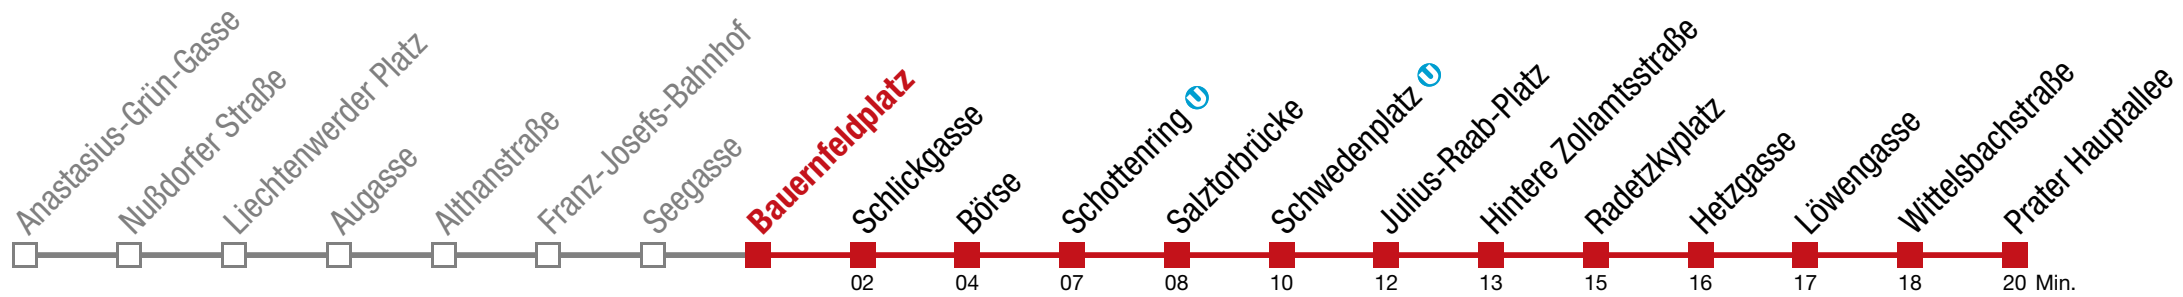 Anastasius-Grün-Gasse
Nußdorfer Straße
Liechtenwerder Platz
Augasse
Althanstraße
Franz-Josefs-Bahnhof
Seegasse
Bauernfeldplatz
Schlickgasse
Börse
Schottenring U
Salztorbrücke
Schwedenplatz U
Julius-Raab-Platz
Hintere Zollamtsstraße
Radetzkyplatz
Hetzgasse
Löwengasse
Wittelsbachstraße
Prater Hauptallee
02 04 07 08 10 12 13 15 16 17 18 20 Min.